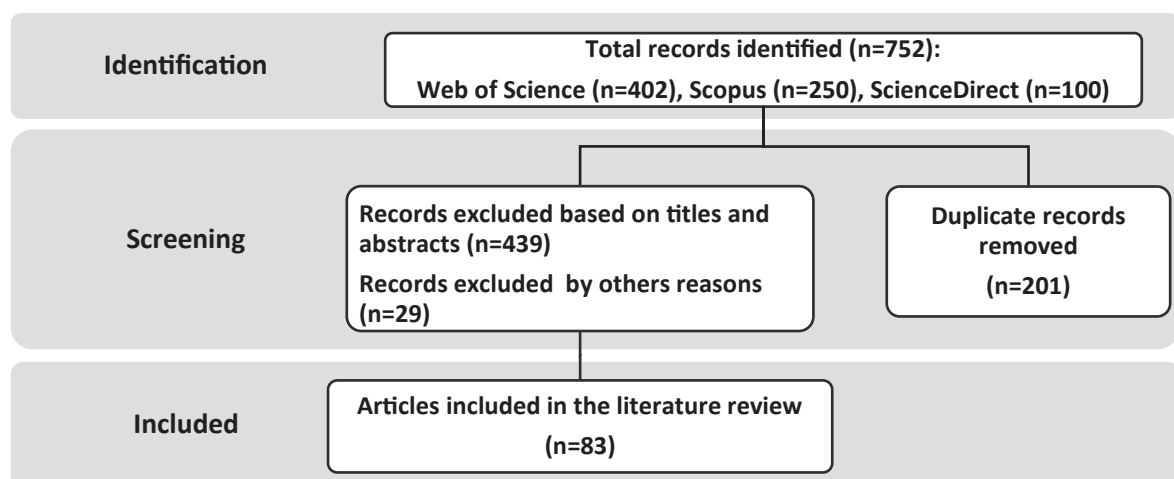 Identification
Total records identified (n=752):
Web of Science (n=402), Scopus (n=250), ScienceDirect (n=100)
Screening
Records excluded based on titles and
abstracts (n=439)
Records excluded by others reasons
(n=29)
Duplicate records
removed
(n=201)
Included
Articles included in the literature review
(n=83)